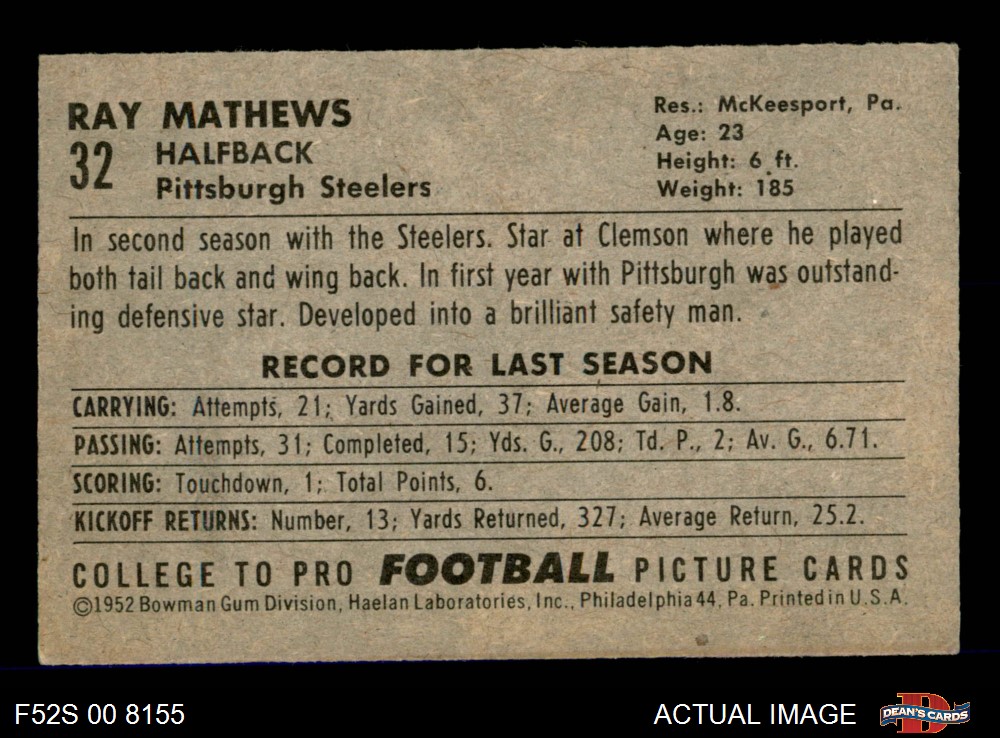 RAY MATHEWS
32 HALFBACK
Pittsburgh Steelers
Res.: McKeesport, Pa.
Age: 23
Height: 6 ft.
Weight: 185
In second season with the Steelers. Star at Clemson where he played
both tail back and wing back. In first year with Pittsburgh was outstand-
ing defensive star. Developed into a brilliant safety man.
RECORD FOR LAST SEASON
CARRYING: Attempts, 21; Yards Gained, 37; Average Gain, 1.8.
PASSING: Attempts, 31; Completed, 15; Yds. G., 208; Td. P., 2; Av. G., 6.71.
SCORING: Touchdown, 1; Total Points, 6.
KICKOFF RETURNS: Number, 13; Yards Returned, 327; Average Return, 25.2.
COLLEGE TO PRO FOOTBALL PICTURE CARDS
©1952 Bowman Gum Division, Haelan Laboratories, Inc., Philadelphia 44, Pa. Printed in U.S.A.
F52S 00 8155
ACTUAL IMAGE
D
DEAN'S CARDS